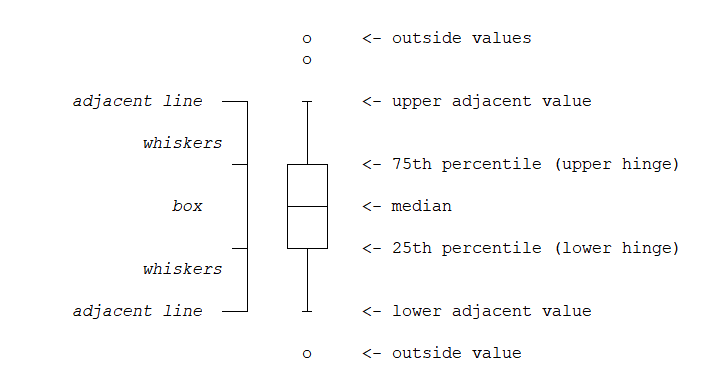 <- outside values
adjacent line <- upper adjacent value
whiskers
<- 75th percentile (upper hinge)
box <- median
<- 25th percentile (lower hinge)
whiskers
adjacent line <- lower adjacent value
<- outside value